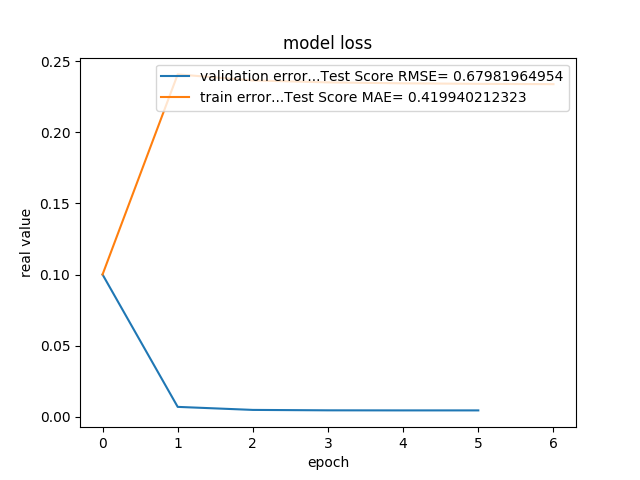 model loss
validation error...Test Score RMSE= 0.67981964954
train error...Test Score MAE= 0.419940212323
real value
0.25
0.20
0.15
0.10
0.05
0.00
0 1 2 3 4 5 6
epoch